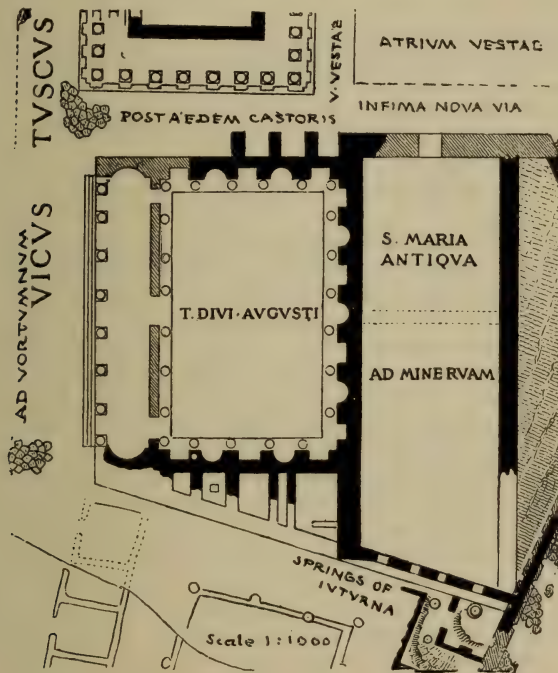 ATRIVM VESTAE
V. VESTÆ
INFIMA NOVA VIA
POST AEDEM CASTORIS
TVSCVS
VICVS
AD VORTVMNVM
S. MARIA
ANTIQVA
T. DIVI·AVGVSTI
AD MINERVAM
SPRINGS OF
IVTVRNA
Scale 1:1000